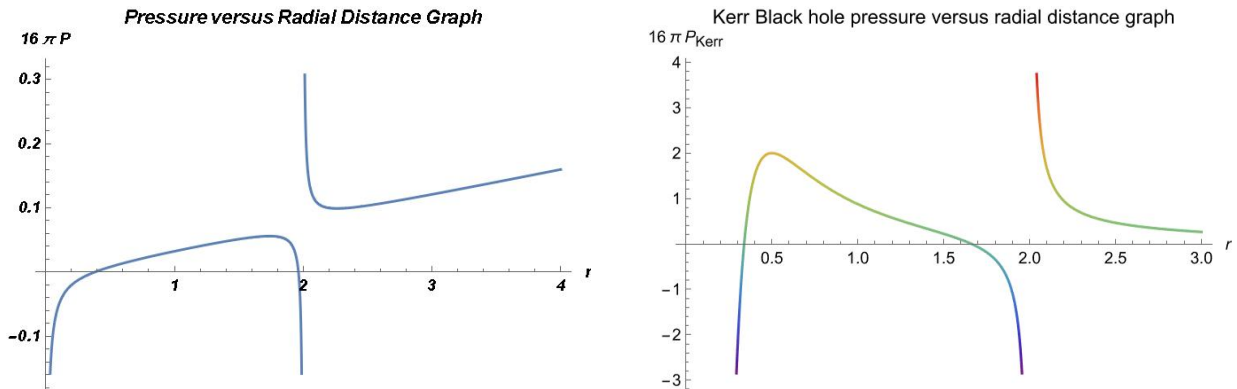 Pressure versus Radial Distance Graph
16 π P
0.3
0.2
0.1
-0.1
1 2 3 4 r
Kerr Black hole pressure versus radial distance graph
16 π P_Kerr
4
3
2
1
-1
-2
-3
0.5 1.0 1.5 2.0 2.5 3.0 r